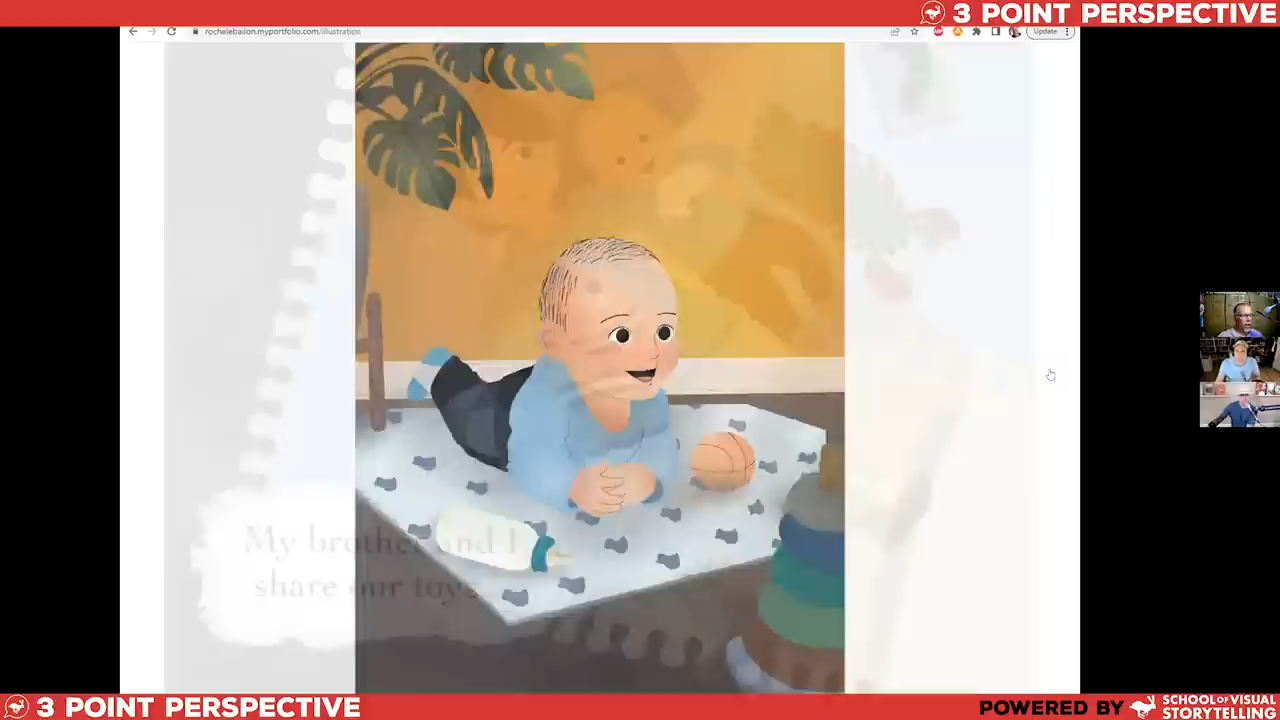 3 POINT PERSPECTIVE
rochelebailon.myportfolio.com/illustration
Update
My brother and I
share our toys
3 POINT PERSPECTIVE
POWERED BY
SCHOOL OF VISUAL
STORYTELLING